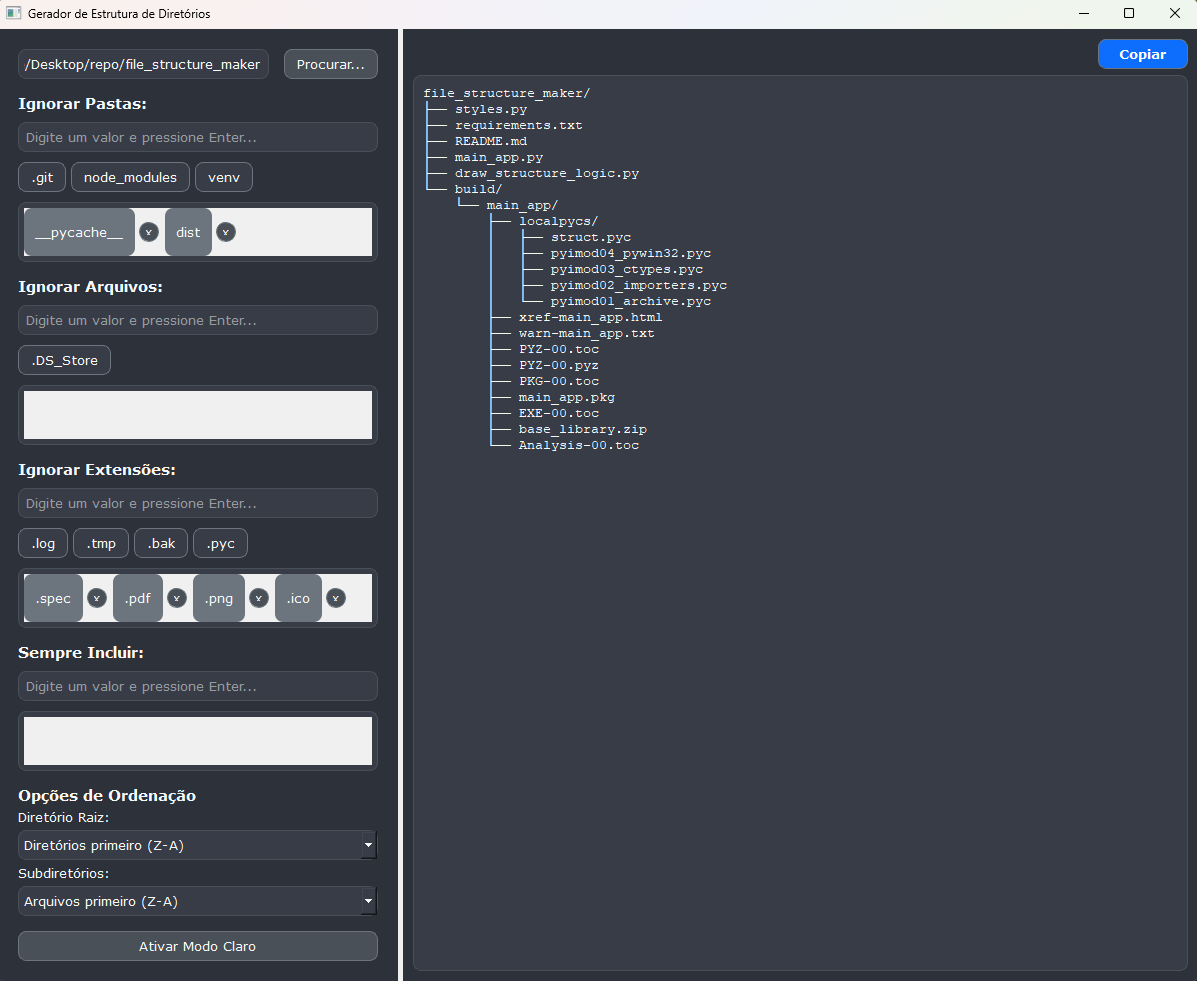 Gerador de Estrutura de Diretórios
/Desktop/repo/file_structure_maker
Procurar...
Ignorar Pastas:
Digite um valor e pressione Enter...
.git
node_modules
venv
__pycache__
x
dist
x
Ignorar Arquivos:
Digite um valor e pressione Enter...
.DS_Store
Ignorar Extensões:
Digite um valor e pressione Enter...
.log
.tmp
.bak
.pyc
.spec
x
.pdf
x
.png
x
.ico
x
Sempre Incluir:
Digite um valor e pressione Enter...
Opções de Ordenação
Diretório Raiz:
Diretórios primeiro (Z-A)
Subdiretórios:
Arquivos primeiro (Z-A)
Ativar Modo Claro
Copiar
file_structure_maker/
├── styles.py
├── requirements.txt
├── README.md
├── main_app.py
├── draw_structure_logic.py
└── build/
    └── main_app/
        ├── localpycs/
        │   ├── struct.pyc
        │   ├── pyimod04_pywin32.pyc
        │   ├── pyimod03_ctypes.pyc
        │   ├── pyimod02_importers.pyc
        │   └── pyimod01_archive.pyc
        ├── xref-main_app.html
        ├── warn-main_app.txt
        ├── PYZ-00.toc
        ├── PYZ-00.pyz
        ├── PKG-00.toc
        ├── main_app.pkg
        ├── EXE-00.toc
        ├── base_library.zip
        └── Analysis-00.toc